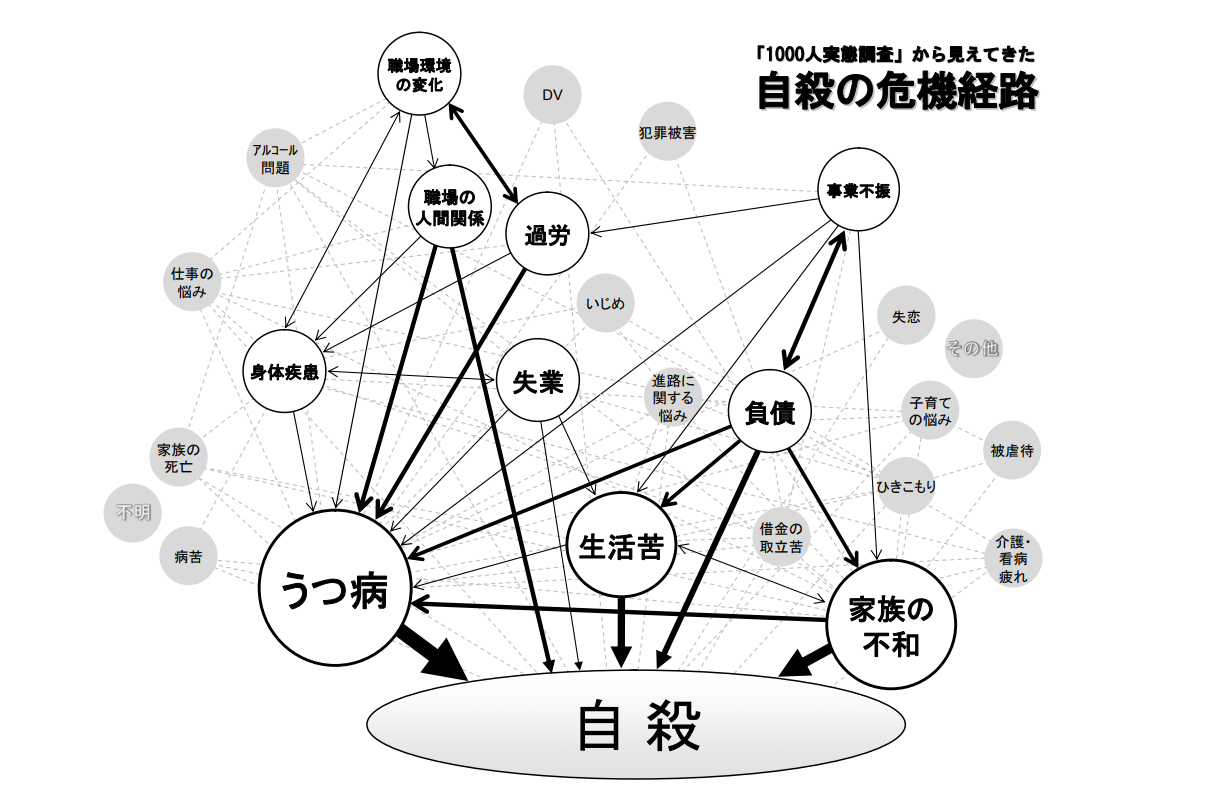 「1000人実態調査」から見えてきた
自殺の危機経路
職場環境
の変化
DV
犯罪被害
アルコール
問題
職場の
人間関係
過労
事業不振
仕事の
悩み
いじめ
失恋
その他
身体疾患
失業
進路に
関する
悩み
負債
子育て
の悩み
被虐待
家族の
死亡
ひきこもり
不明
病苦
借金の
取立苦
介護・
看病
疲れ
生活苦
うつ病
家族の
不和
自殺